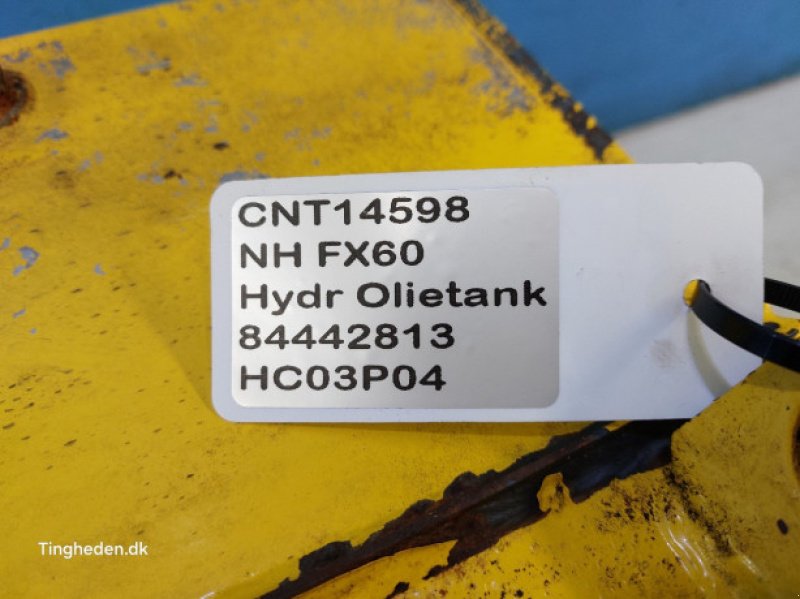 CNT14598
NH FX60
Hydr Olietank
84442813
HC03P04
Tingheden.dk